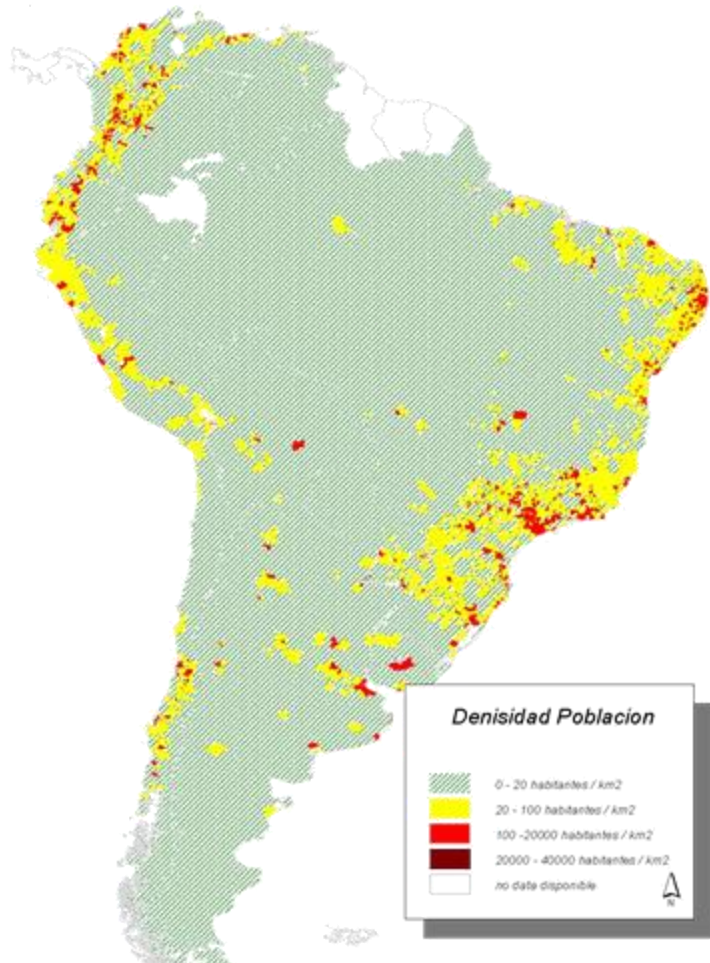 Denisidad Poblacion
0 - 20 habitantes / km2
20 - 100 habitantes / km2
100 -20000 habitantes / km2
20000 - 40000 habitantes / km2
no data disponible
N